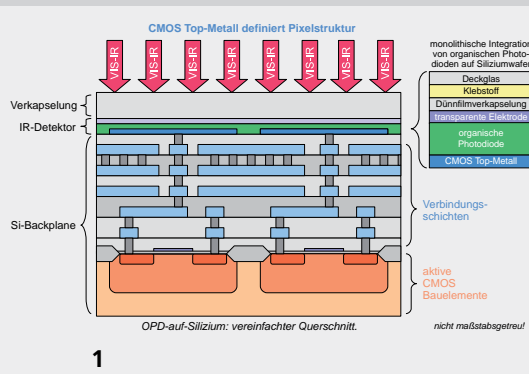 CMOS Top-Metall definiert Pixelstruktur
VIS-IR
VIS-IR
VIS-IR
VIS-IR
VIS-IR
VIS-IR
VIS-IR
VIS-IR
monolithische Integration
von organischen Photo-
dioden auf Siliziumwafer
Deckglas
Klebstoff
Dünnfilmverkapselung
transparente Elektrode
organische
Photodiode
CMOS Top-Metall
Verkapselung
IR-Detektor
Si-Backplane
Verbindungs-
schichten
aktive
CMOS
Bauelemente
OPD-auf-Silizium: vereinfachter Querschnitt.
nicht maßstabsgetreu!
1